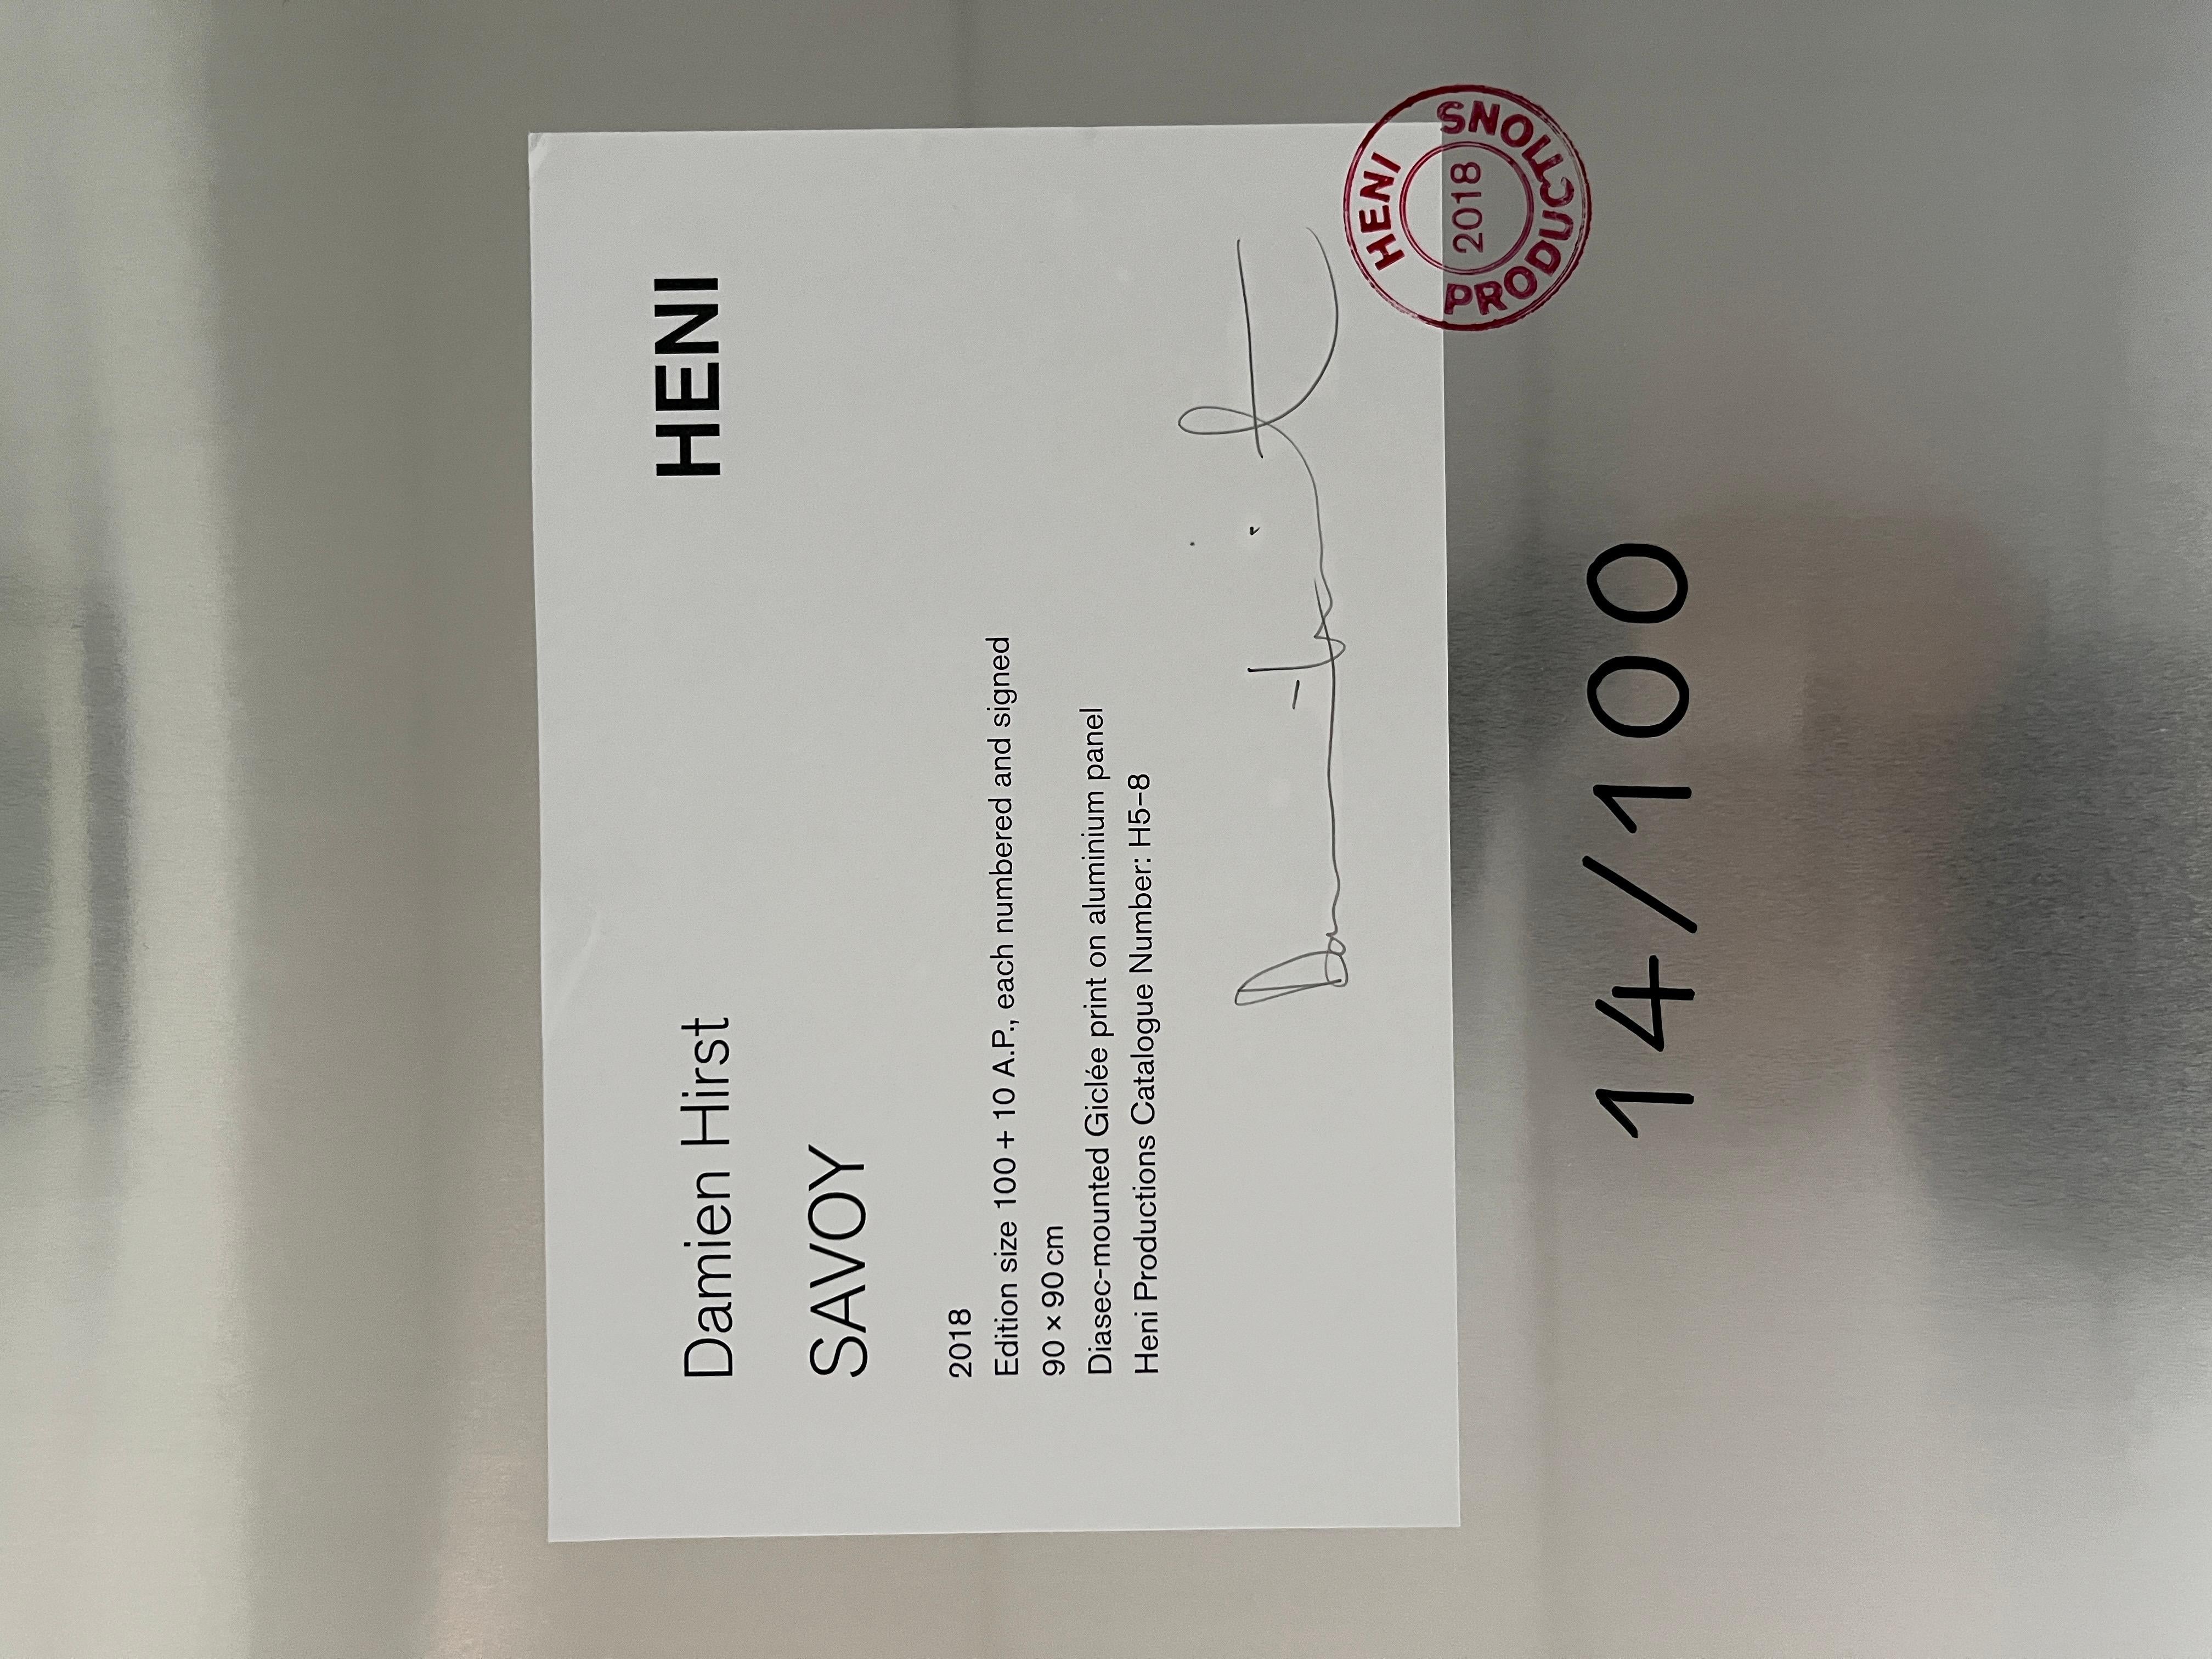 Damien Hirst
HENI
SAVOY
2018
Edition size 100 + 10 A.P., each numbered and signed
90 × 90 cm
Diasec-mounted Giclée print on aluminium panel
Heni Productions Catalogue Number: H5-8
HENI PRODUCTIONS
2018
14/100